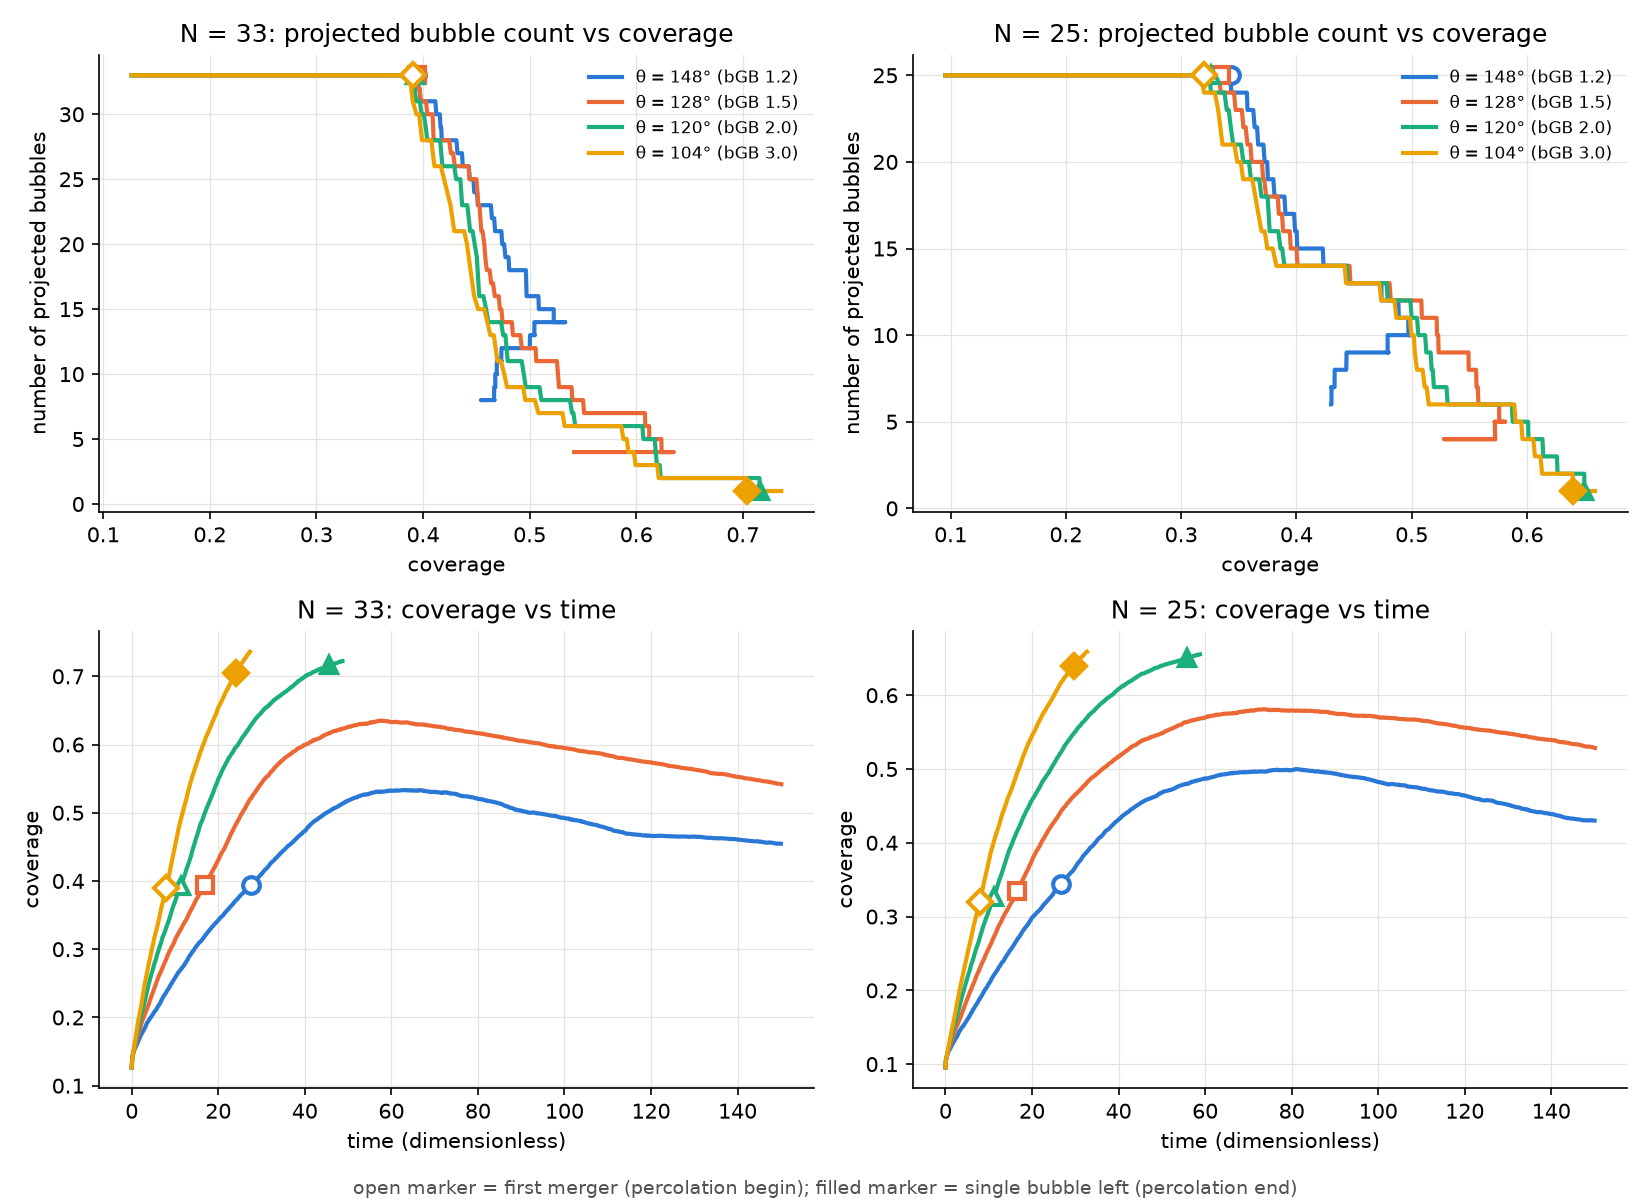 N = 33: projected bubble count vs coverage
number of projected bubbles
30
25
20
15
10
5
0
θ = 148° (bGB 1.2)
θ = 128° (bGB 1.5)
θ = 120° (bGB 2.0)
θ = 104° (bGB 3.0)
0.1 0.2 0.3 0.4 0.5 0.6 0.7
coverage
N = 25: projected bubble count vs coverage
number of projected bubbles
25
20
15
10
5
0
θ = 148° (bGB 1.2)
θ = 128° (bGB 1.5)
θ = 120° (bGB 2.0)
θ = 104° (bGB 3.0)
0.1 0.2 0.3 0.4 0.5 0.6
coverage
N = 33: coverage vs time
coverage
0.7
0.6
0.5
0.4
0.3
0.2
0.1
0 20 40 60 80 100 120 140
time (dimensionless)
N = 25: coverage vs time
coverage
0.6
0.5
0.4
0.3
0.2
0.1
0 20 40 60 80 100 120 140
time (dimensionless)
open marker = first merger (percolation begin); filled marker = single bubble left (percolation end)